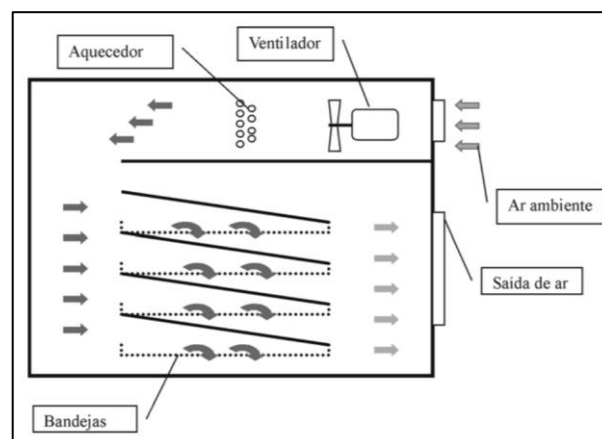 Ventilador
Aquecedor
Ar ambiente
Saída de ar
Bandejas